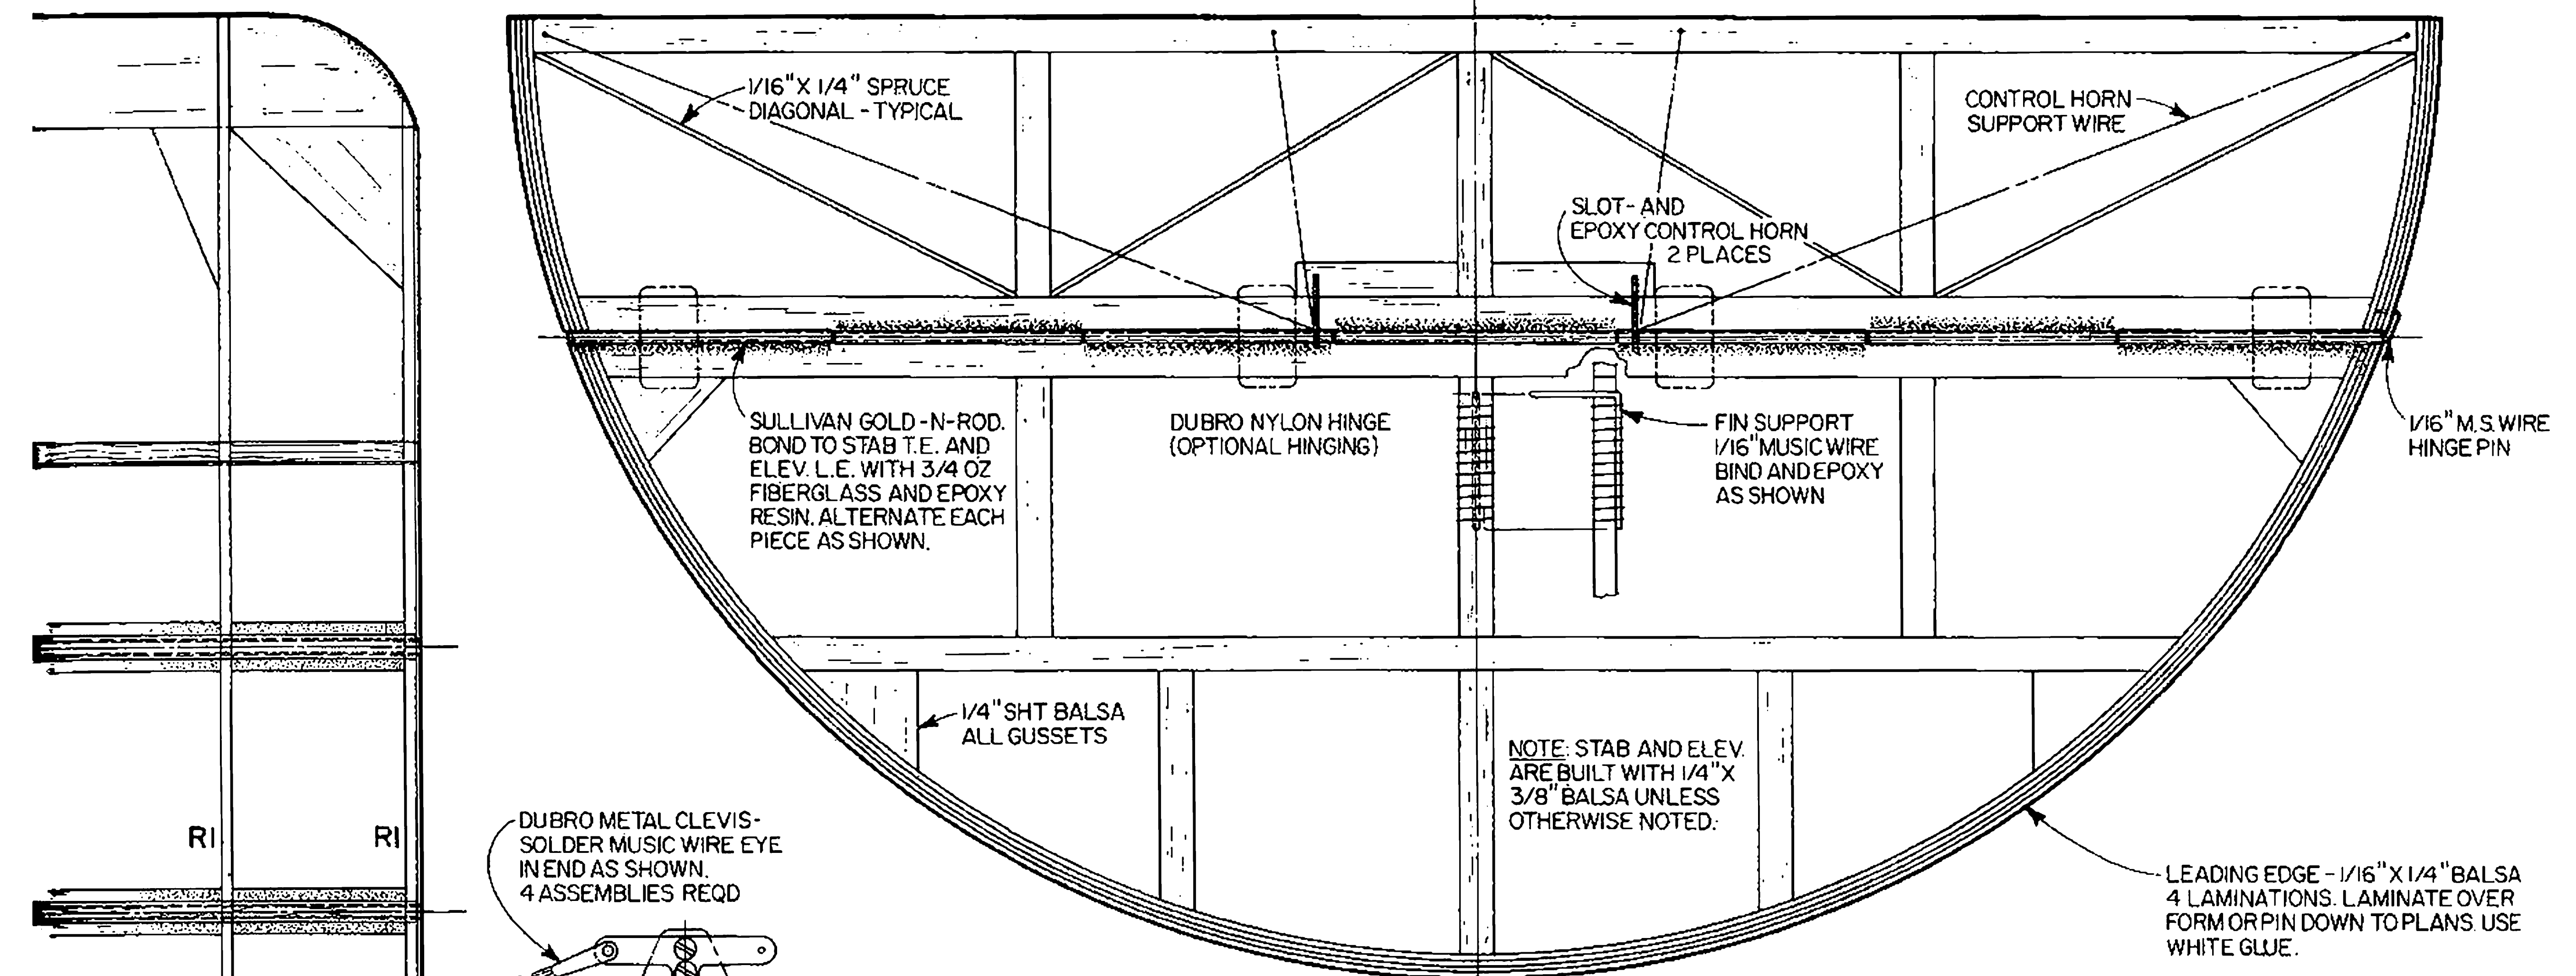 1/16" X 1/4" SPRUCE
DIAGONAL - TYPICAL
CONTROL HORN
SUPPORT WIRE
SLOT- AND
EPOXY CONTROL HORN
2 PLACES
SULLIVAN GOLD-N-ROD.
BOND TO STAB T.E. AND
ELEV. L.E. WITH 3/4 OZ
FIBERGLASS AND EPOXY
RESIN. ALTERNATE EACH
PIECE AS SHOWN.
DUBRO NYLON HINGE
(OPTIONAL HINGING)
FIN SUPPORT
1/16" MUSIC WIRE
BIND AND EPOXY
AS SHOWN
1/16" M.S. WIRE
HINGE PIN
1/4" SHT BALSA
ALL GUSSETS
NOTE: STAB AND ELEV.
ARE BUILT WITH 1/4" X
3/8" BALSA UNLESS
OTHERWISE NOTED.
R1 R1
DUBRO METAL CLEVIS-
SOLDER MUSIC WIRE EYE
IN END AS SHOWN.
4 ASSEMBLIES REQD
LEADING EDGE - 1/16" X 1/4" BALSA
4 LAMINATIONS. LAMINATE OVER
FORM OR PIN DOWN TO PLANS. USE
WHITE GLUE.